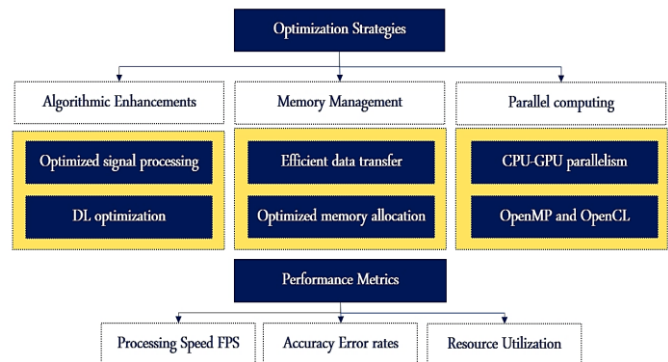 Optimization Strategies
Algorithmic Enhancements
Memory Management
Parallel computing
Optimized signal processing
Efficient data transfer
CPU-GPU parallelism
DL optimization
Optimized memory allocation
OpenMP and OpenCL
Performance Metrics
Processing Speed FPS
Accuracy Error rates
Resource Utilization